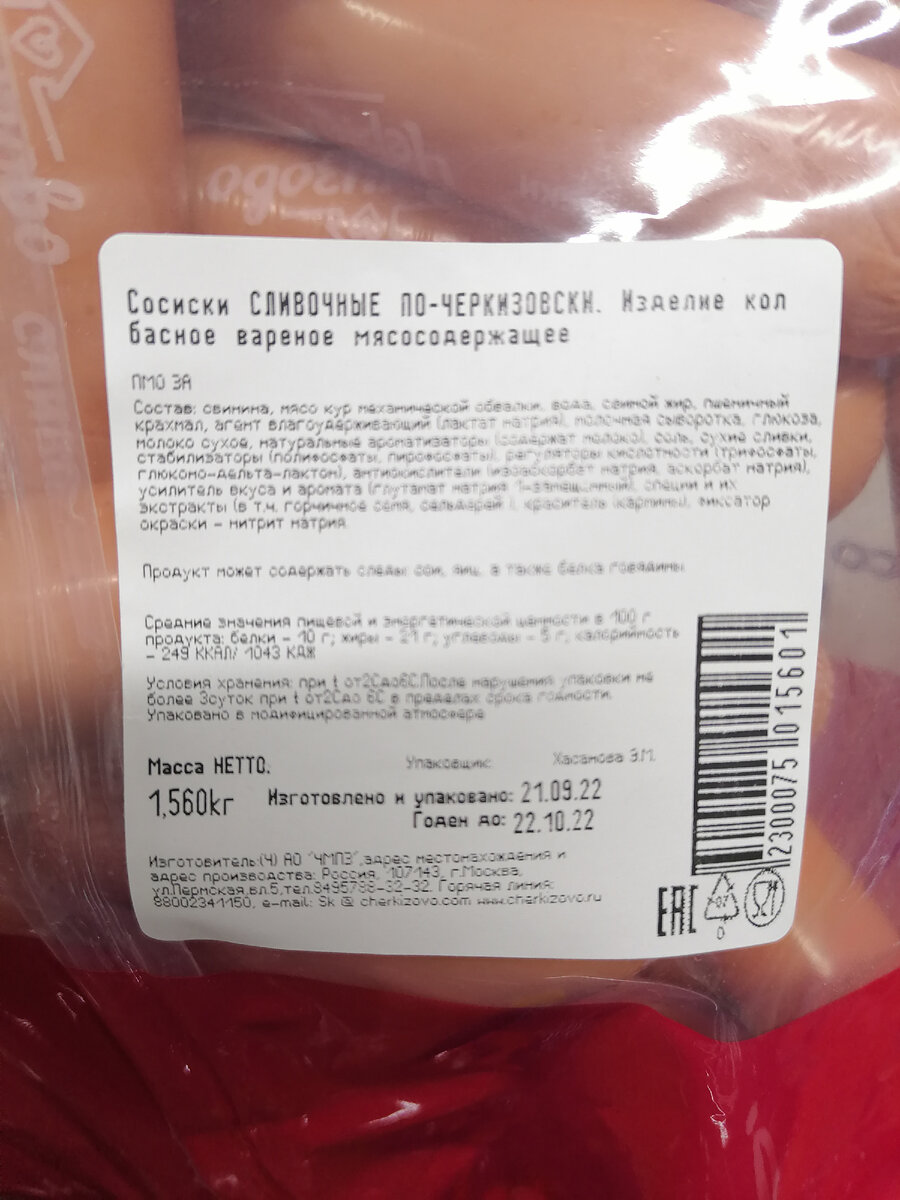 Черкизово
Сосиски СЛИВОЧНЫЕ ПО-ЧЕРКИЗОВСКИ. Изделие кол
басное вареное мясосодержащее
ПМО ЗА
Состав: свинина, мясо кур механической обвалки, вода, свиной жир, пшеничный
крахмал, агент влагоудерживающий (лактат натрия), молочная сыворотка, глюкоза,
молоко сухое, натуральные ароматизаторы (содержат молоко), соль, сухие сливки,
стабилизаторы (полифосфаты, пирофосфаты), регуляторы кислотности (трифосфаты,
глюконо-дельта-лактон), антиокислители (изоаскорбат натрия, аскорбат натрия),
усилитель вкуса и аромата (глутамат натрия 1-замещенный), специи и их
экстракты (в т.ч. горчичное семя, сельдерей ), краситель (кармины), фиксатор
окраски – нитрит натрия.
Продукт может содержать следы сои, яиц, а также белка говядины.
Средние значения пищевой и энергетической ценности в 100 г
продукта: белки – 10 г; жиры – 21 г; углеводы – 5 г; калорийность
– 249 ККАЛ/ 1043 КДЖ
Условия хранения: при t от2Cдо6C.После нарушения упаковки не
более 3суток при t от2Cдо 6C в пределах срока годности.
Упаковано в модифицированной атмосфере
Масса НЕТТО.
Упаковщик:
Хасанова Э.М.
1,560кг
Изготовлено и упаковано: 21.09.22
Годен до: 22.10.22
Изготовитель:(Ч) АО "ЧМПЗ",адрес местонахождения и
адрес производства: Россия, 107143, г.Москва,
ул.Пермская,вл.5,тел.8495788-32-32. Горячая линия:
88002341150, e-mail: Sk @ cherkizovo.com www.cherkizovo.ru
2300075015601
EAC
07
0